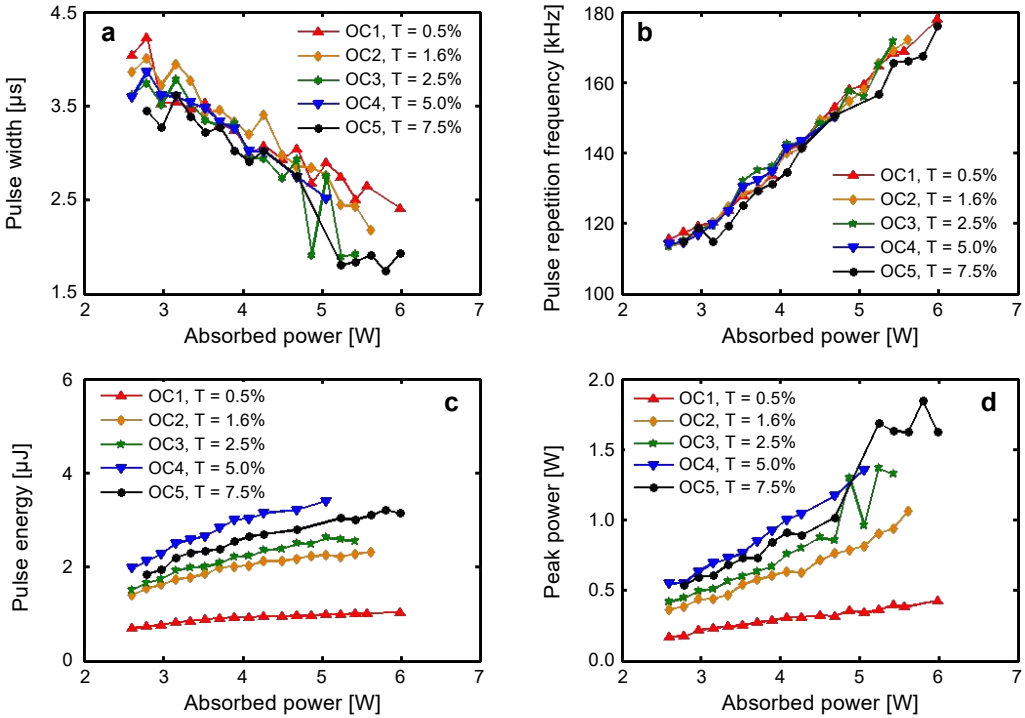 a
4.5
3.5
2.5
1.5
2
3
4
5
6
7
Pulse width [µs]
Absorbed power [W]
OC1, T = 0.5%
OC2, T = 1.6%
OC3, T = 2.5%
OC4, T = 5.0%
OC5, T = 7.5%
b
180
160
140
120
100
2
3
4
5
6
7
Pulse repetition frequency [kHz]
Absorbed power [W]
OC1, T = 0.5%
OC2, T = 1.6%
OC3, T = 2.5%
OC4, T = 5.0%
OC5, T = 7.5%
c
6
4
2
0
2
3
4
5
6
7
Pulse energy [µJ]
Absorbed power [W]
OC1, T = 0.5%
OC2, T = 1.6%
OC3, T = 2.5%
OC4, T = 5.0%
OC5, T = 7.5%
d
2.0
1.5
1.0
0.5
0.0
2
3
4
5
6
7
Peak power [W]
Absorbed power [W]
OC1, T = 0.5%
OC2, T = 1.6%
OC3, T = 2.5%
OC4, T = 5.0%
OC5, T = 7.5%